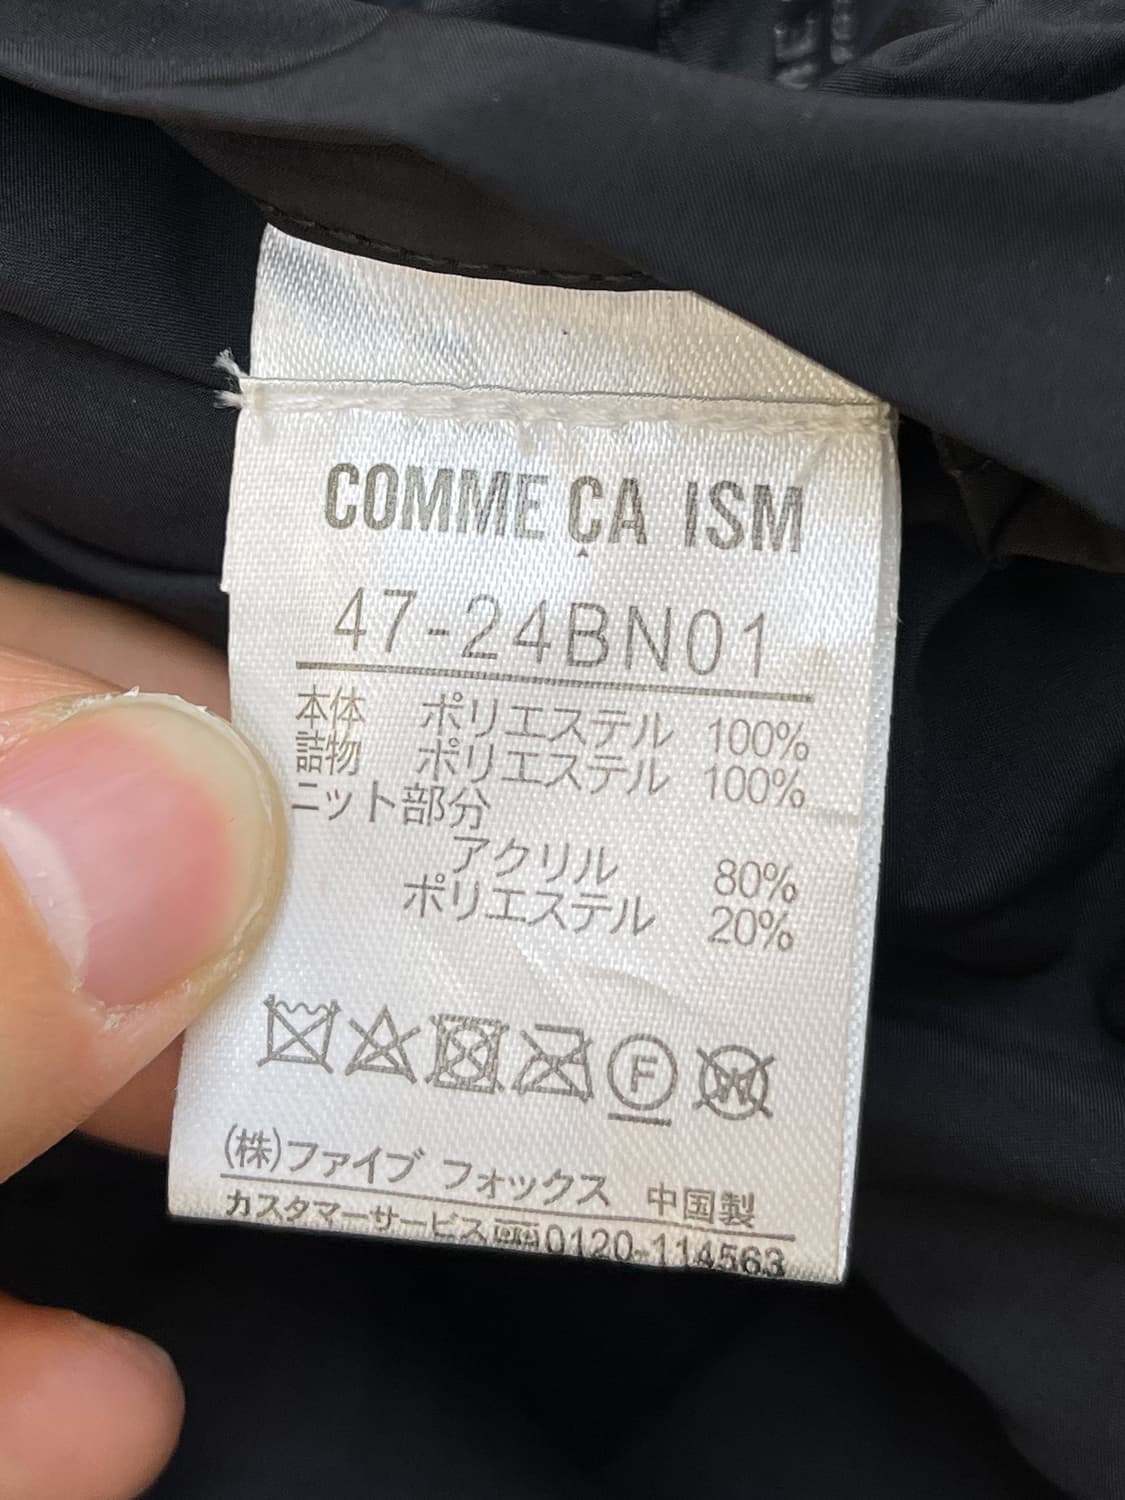 COMME ÇA ISM
47-24BN01
本体 ポリエステル 100%
詰物 ポリエステル 100%
ニット部分
アクリル 80%
ポリエステル 20%
F W
(株)ファイブ フォックス 中国製
カスタマーサービス 0120-114563